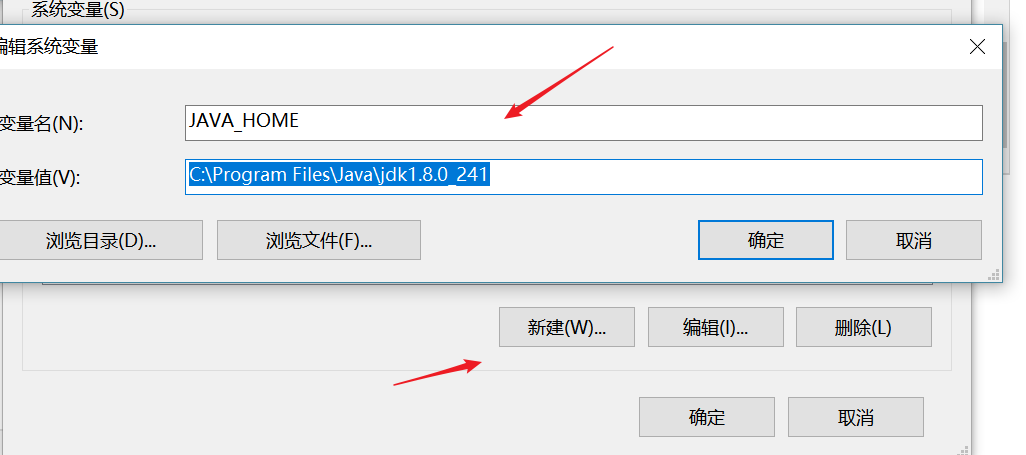 系统变量(S)
编辑系统变量
变量名(N):
JAVA_HOME
变量值(V):
C:\Program Files\Java\jdk1.8.0_241
浏览目录(D)...
浏览文件(F)...
确定
取消
新建(W)...
编辑(I)...
删除(L)
确定
取消